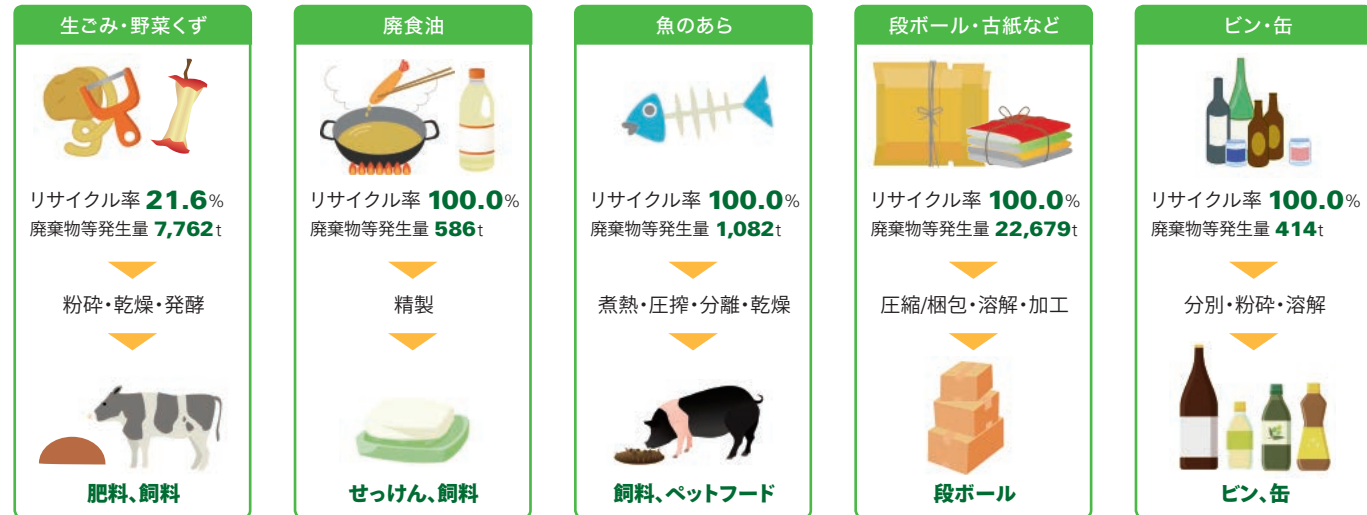 生ごみ・野菜くず
リサイクル率 21.6%
廃棄物等発生量 7,762t
粉砕・乾燥・発酵
肥料、飼料
廃食油
リサイクル率 100.0%
廃棄物等発生量 586t
精製
せっけん、飼料
魚のあら
リサイクル率 100.0%
廃棄物等発生量 1,082t
煮熱・圧搾・分離・乾燥
飼料、ペットフード
段ボール・古紙など
リサイクル率 100.0%
廃棄物等発生量 22,679t
圧縮/梱包・溶解・加工
段ボール
ビン・缶
リサイクル率 100.0%
廃棄物等発生量 414t
分別・粉砕・溶解
ビン、缶